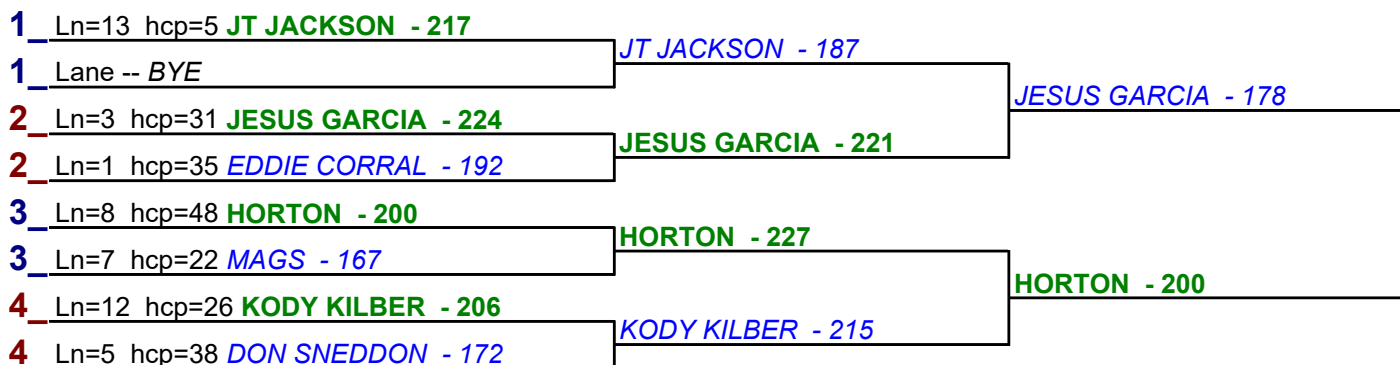 1_ Ln=13 hcp=5 JT JACKSON - 217
JT JACKSON - 187
1_ Lane -- BYE
JESUS GARCIA - 178
2_ Ln=3 hcp=31 JESUS GARCIA - 224
JESUS GARCIA - 221
2_ Ln=1 hcp=35 EDDIE CORRAL - 192
3_ Ln=8 hcp=48 HORTON - 200
HORTON - 227
3_ Ln=7 hcp=22 MAGS - 167
HORTON - 200
4_ Ln=12 hcp=26 KODY KILBER - 206
KODY KILBER - 215
4 Ln=5 hcp=38 DON SNEDDON - 172